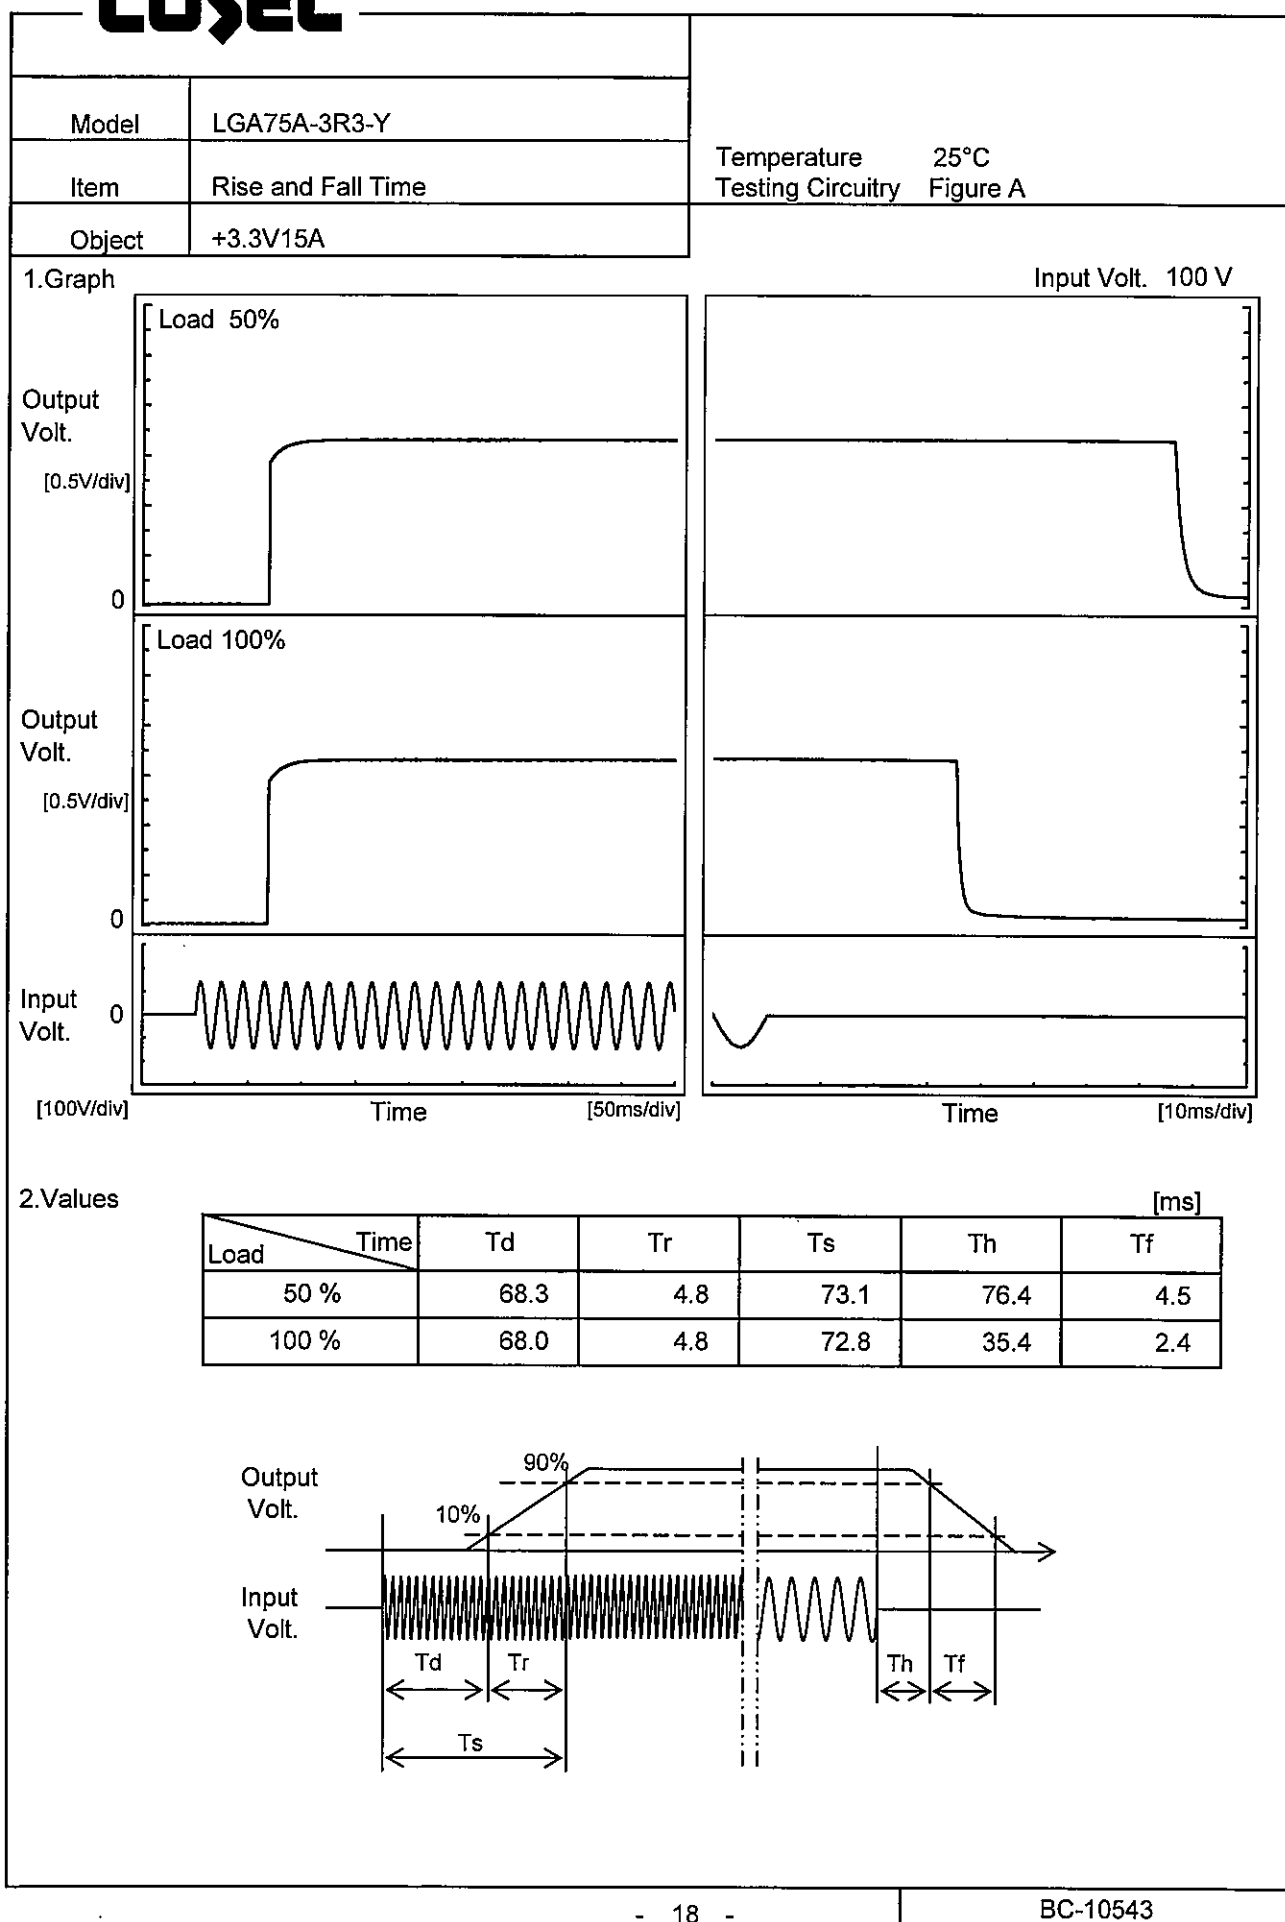 COSEL
Model LGA75A-3R3-Y
Item Rise and Fall Time
Object +3.3V15A
Temperature 25°C
Testing Circuitry Figure A
1.Graph
Input Volt. 100 V
Load 50%
Output
Volt.
[0.5V/div]
0
Load 100%
Output
Volt.
[0.5V/div]
0
Input
Volt.
0
[100V/div] Time [50ms/div] Time [10ms/div]
2.Values
[ms]
Load Time Td Tr Ts Th Tf
50 % 68.3 4.8 73.1 76.4 4.5
100 % 68.0 4.8 72.8 35.4 2.4
Output
Volt.
90%
10%
Input
Volt.
Td Tr Th Tf
Ts
- 18 - BC-10543